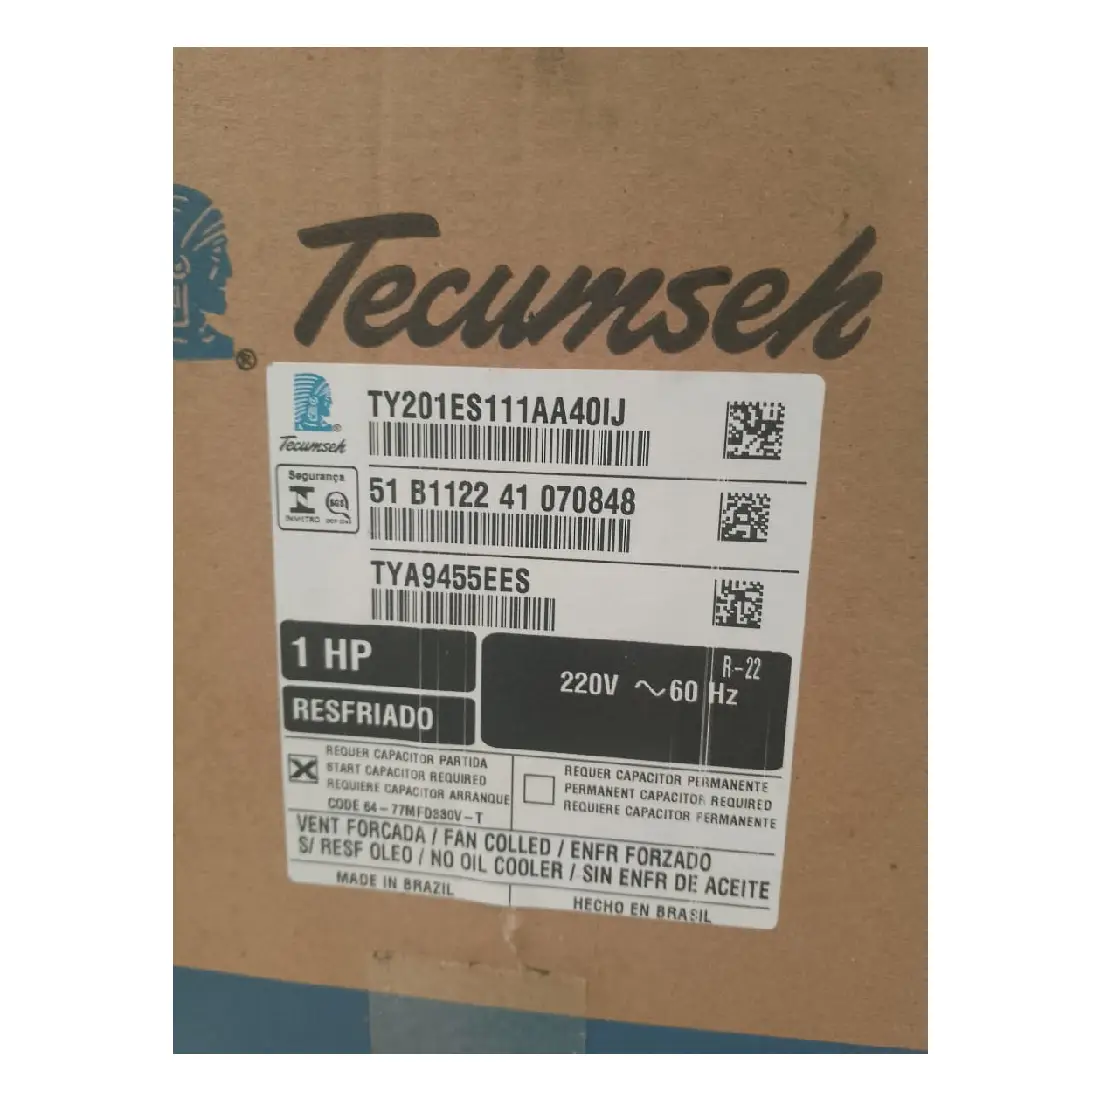 Tecumseh
®
TY201ES111AA40IJ
Tecumseh
Segurança
51 B1122 41 070848
INMETRO
TYA9455EES
1 HP
R-22
220V ~ 60 Hz
RESFRIADO
REQUER CAPACITOR PARTIDA
START CAPACITOR REQUIRED
REQUIERE CAPACITOR ARRANQUE
CODE 64-77MFD330V-T
REQUER CAPACITOR PERMANENTE
PERMANENT CAPACITOR REQUIRED
REQUIERE CAPACITOR PERMANENTE
VENT FORCADA / FAN COLLED / ENFR FORZADO
S/ RESF OLEO / NO OIL COOLER / SIN ENFR DE ACEITE
MADE IN BRAZIL
HECHO EN BRASIL